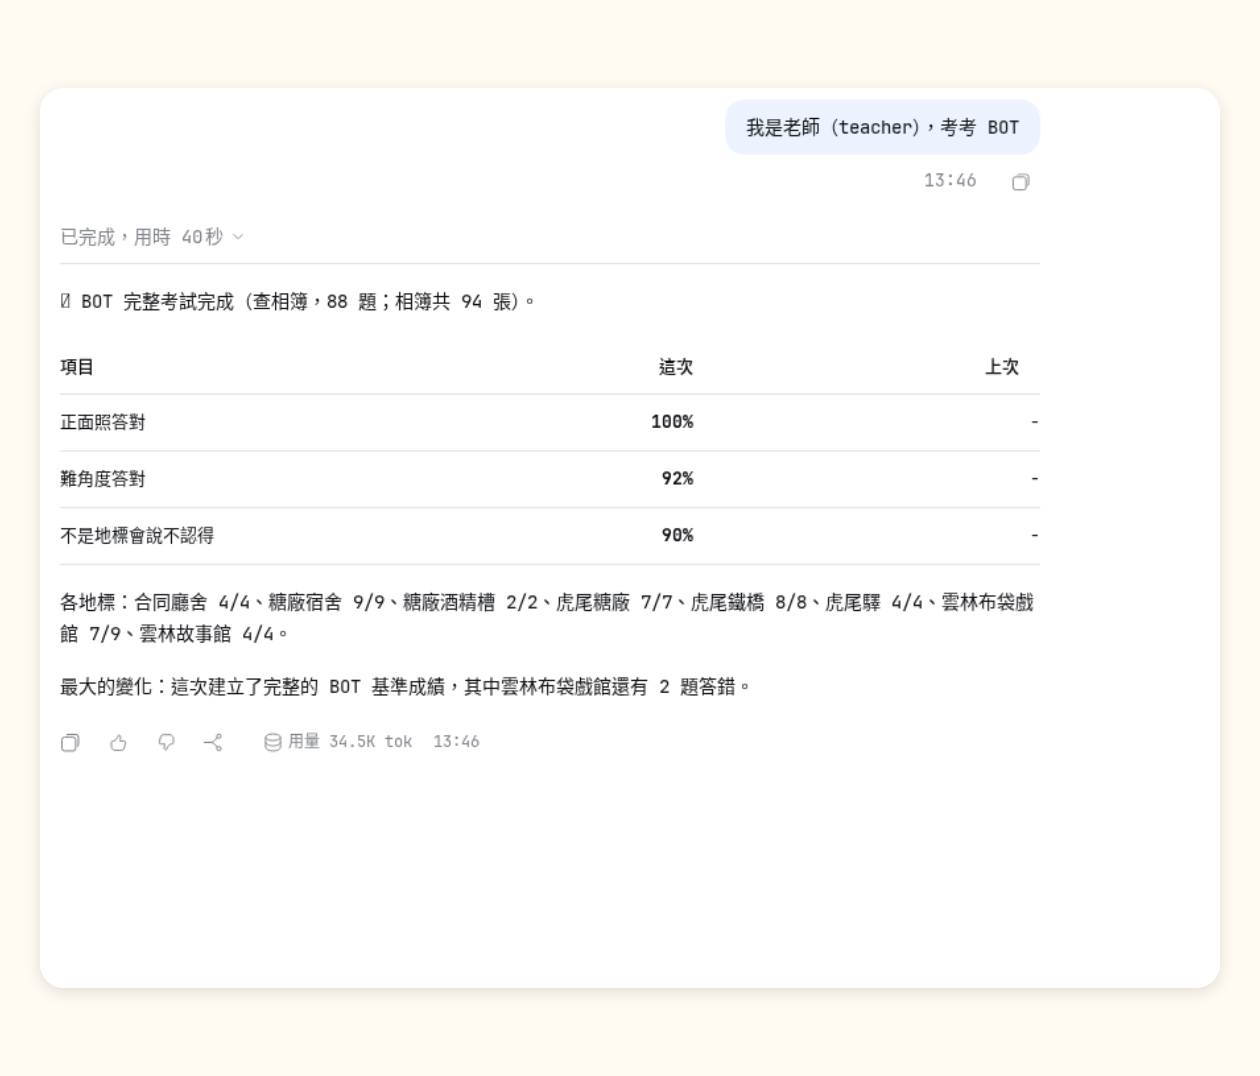 我是老師（teacher），考考 BOT
13:46
已完成，用時 40秒
BOT 完整考試完成（查相簿，88 題；相簿共 94 張）。
項目 這次 上次
正面照答對 100% -
難角度答對 92% -
不是地標會說不認得 90% -
各地標：合同廳舍 4/4、糖廠宿舍 9/9、糖廠酒精槽 2/2、虎尾糖廠 7/7、虎尾鐵橋 8/8、虎尾驛 4/4、雲林布袋戲
館 7/9、雲林故事館 4/4。
最大的變化：這次建立了完整的 BOT 基準成績，其中雲林布袋戲館還有 2 題答錯。
用量 34.5K tok 13:46